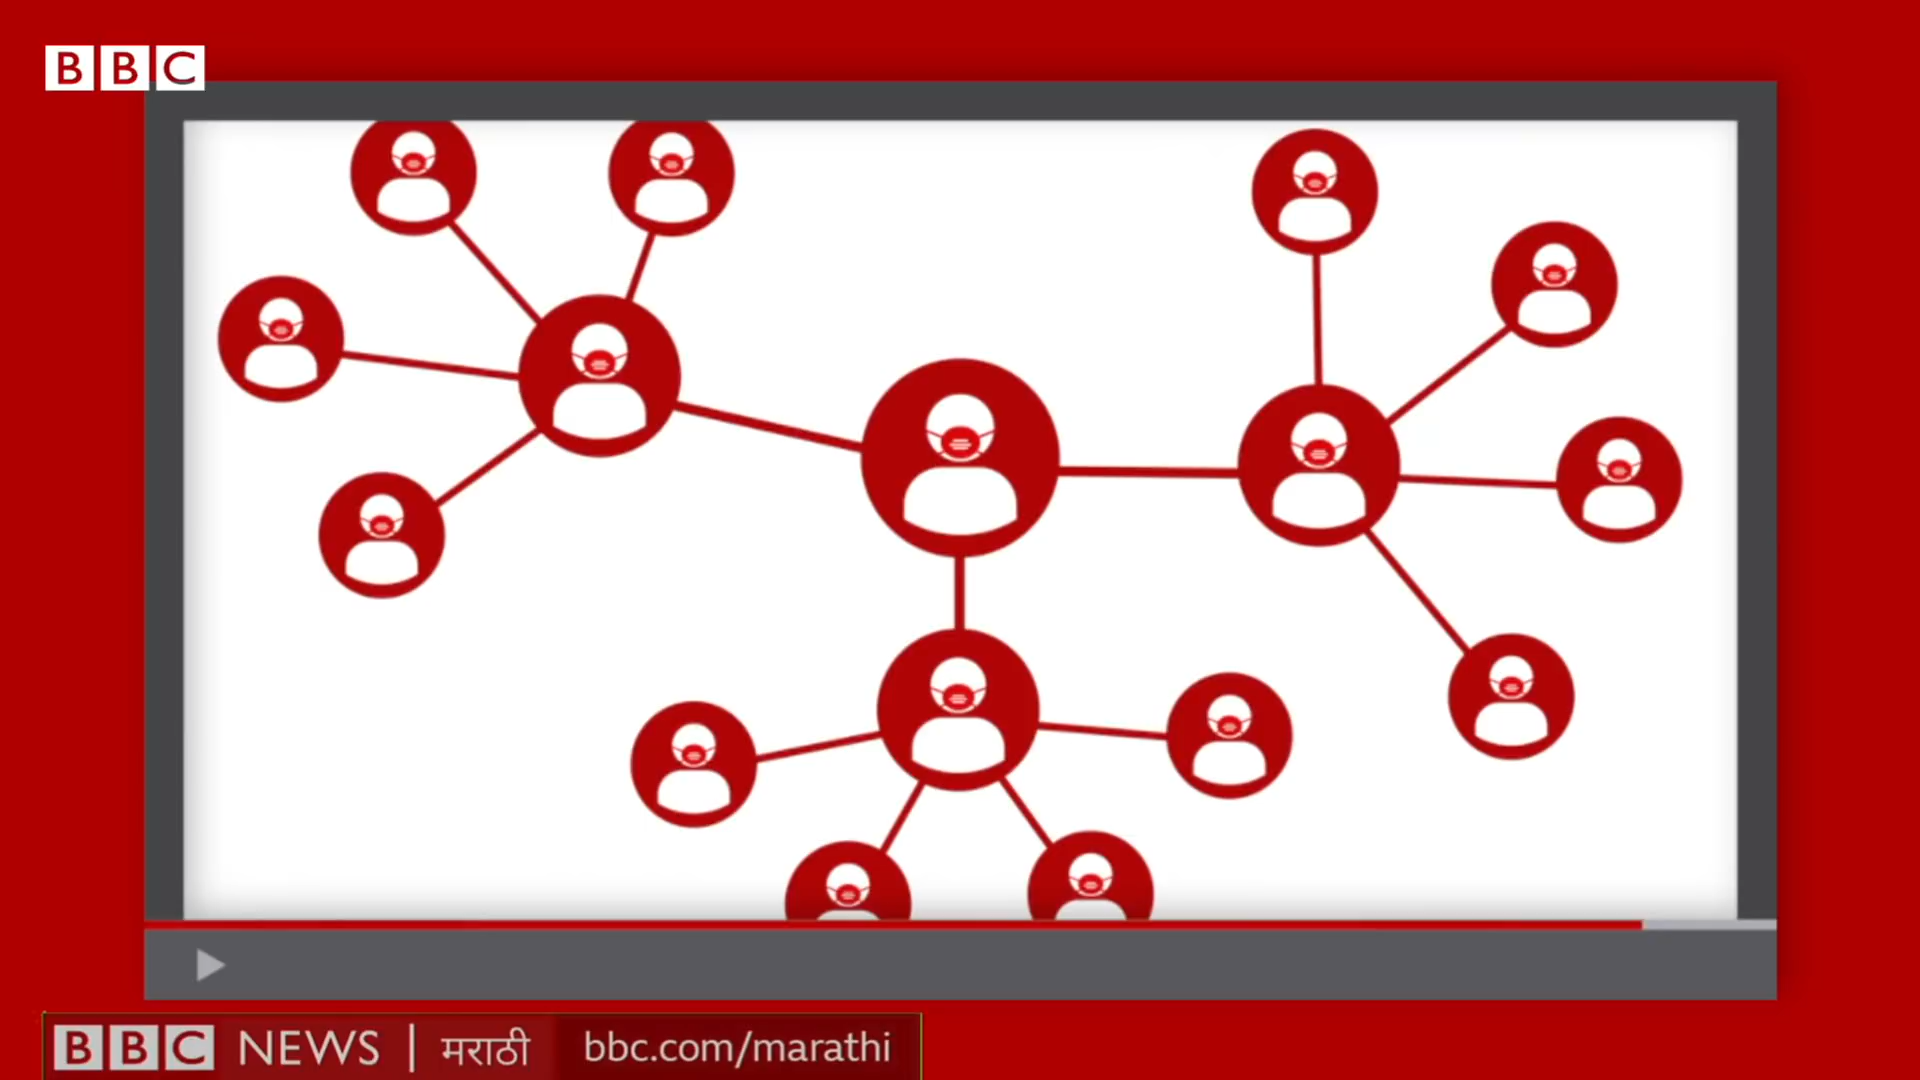 BBC
BBC NEWS | मराठी bbc.com/marathi